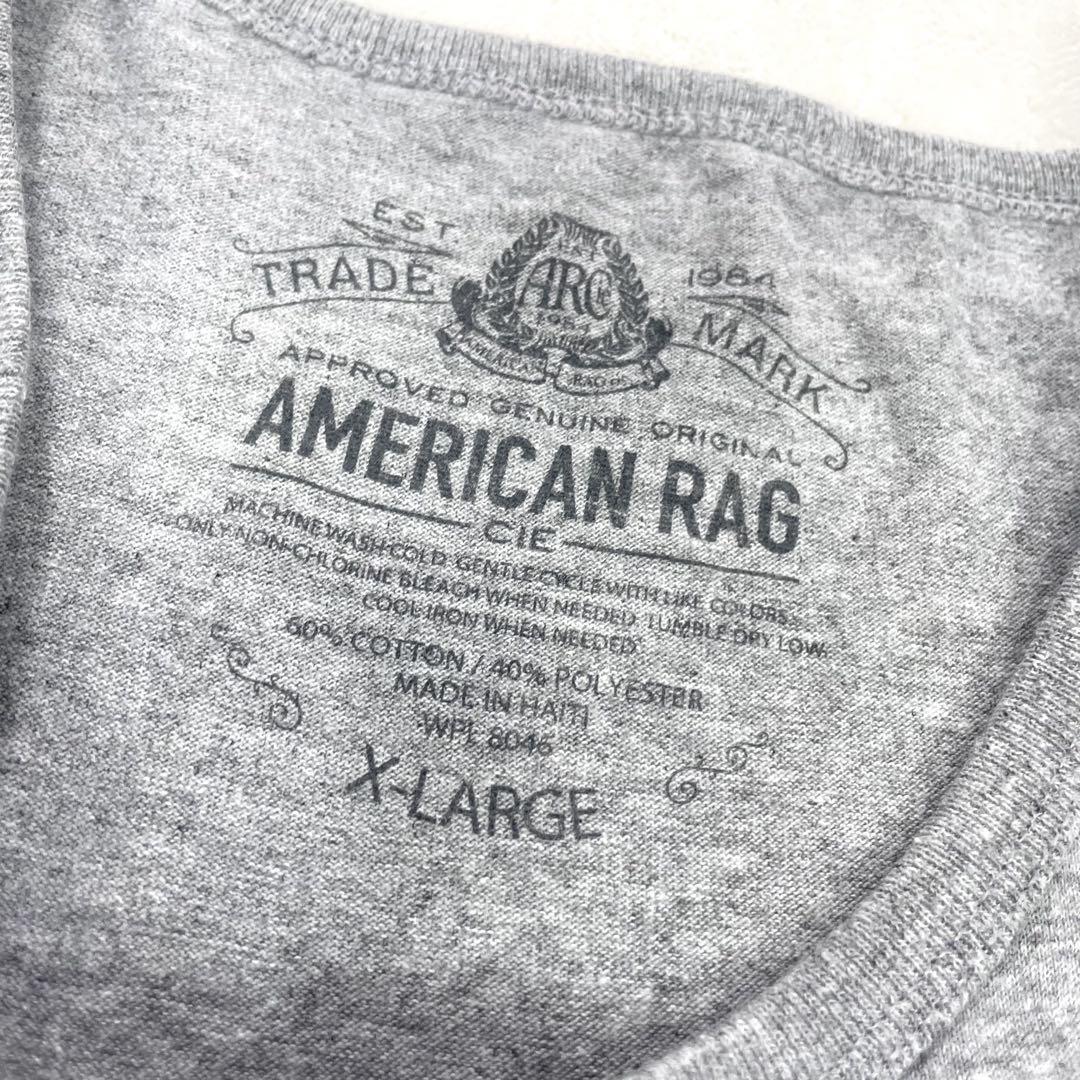 EST 1984
TRADE MARK
ARC
APPROVED GENUINE ORIGINAL
AMERICAN RAG
CIE
MACHINE WASH COLD GENTLE CYCLE WITH LIKE COLORS
ONLY NON-CHLORINE BLEACH WHEN NEEDED TUMBLE DRY LOW
COOL IRON WHEN NEEDED
60% COTTON / 40% POLYESTER
MADE IN HAITI
WPL 8046
X-LARGE